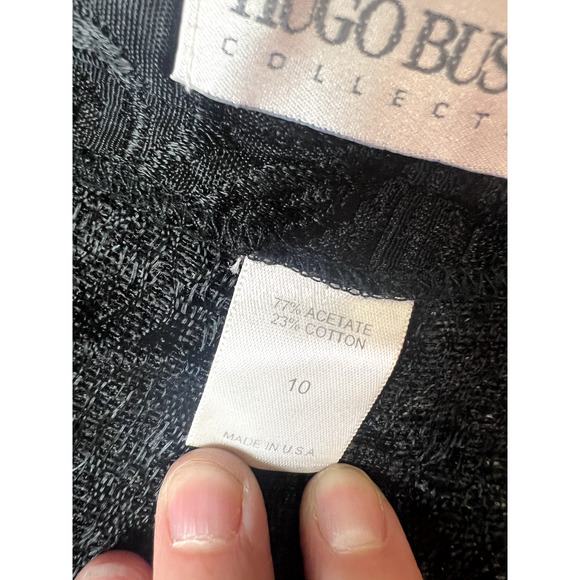 HUGO BUS
COLLECT
77% ACETATE
23% COTTON
10
MADE IN U.S.A